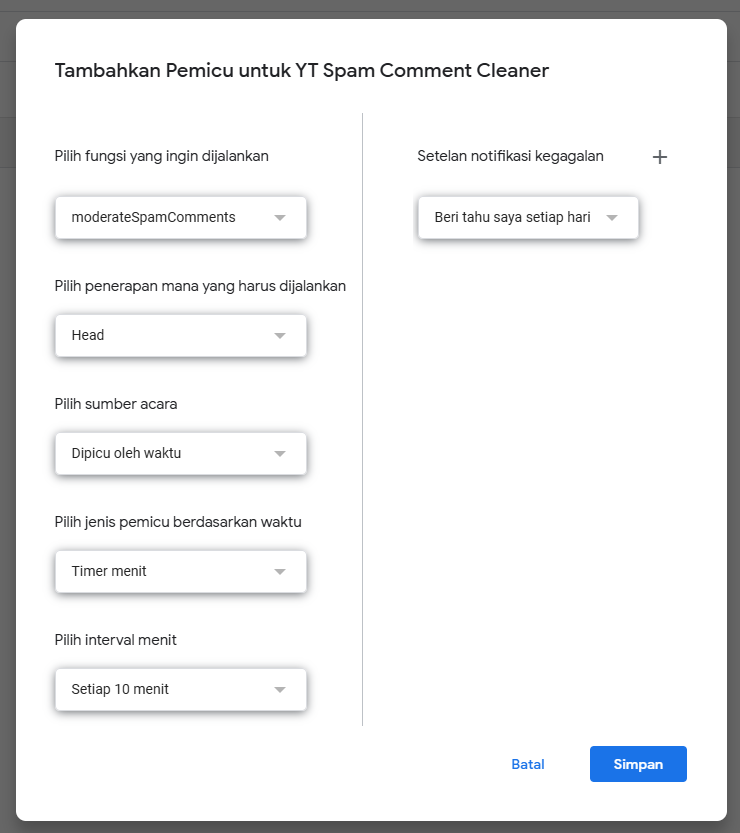 Tambahkan Pemicu untuk YT Spam Comment Cleaner
Pilih fungsi yang ingin dijalankan
moderateSpamComments
Pilih penerapan mana yang harus dijalankan
Head
Pilih sumber acara
Dipicu oleh waktu
Pilih jenis pemicu berdasarkan waktu
Timer menit
Pilih interval menit
Setiap 10 menit
Setelan notifikasi kegagalan
Beri tahu saya setiap hari
Batal
Simpan